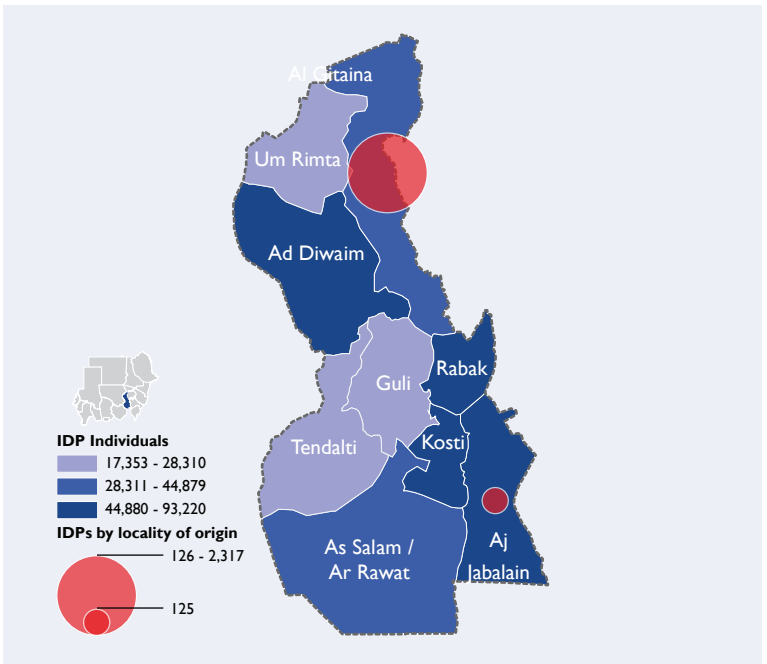 Al Gitaina
Um Rimta
Ad Diwaim
Rabak
Guli
Kosti
Tendalti
As Salam /
Ar Rawat
Aj
Jabalain
IDP Individuals
17,353 - 28,310
28,311 - 44,879
44,880 - 93,220
IDPs by locality of origin
126 - 2,317
125